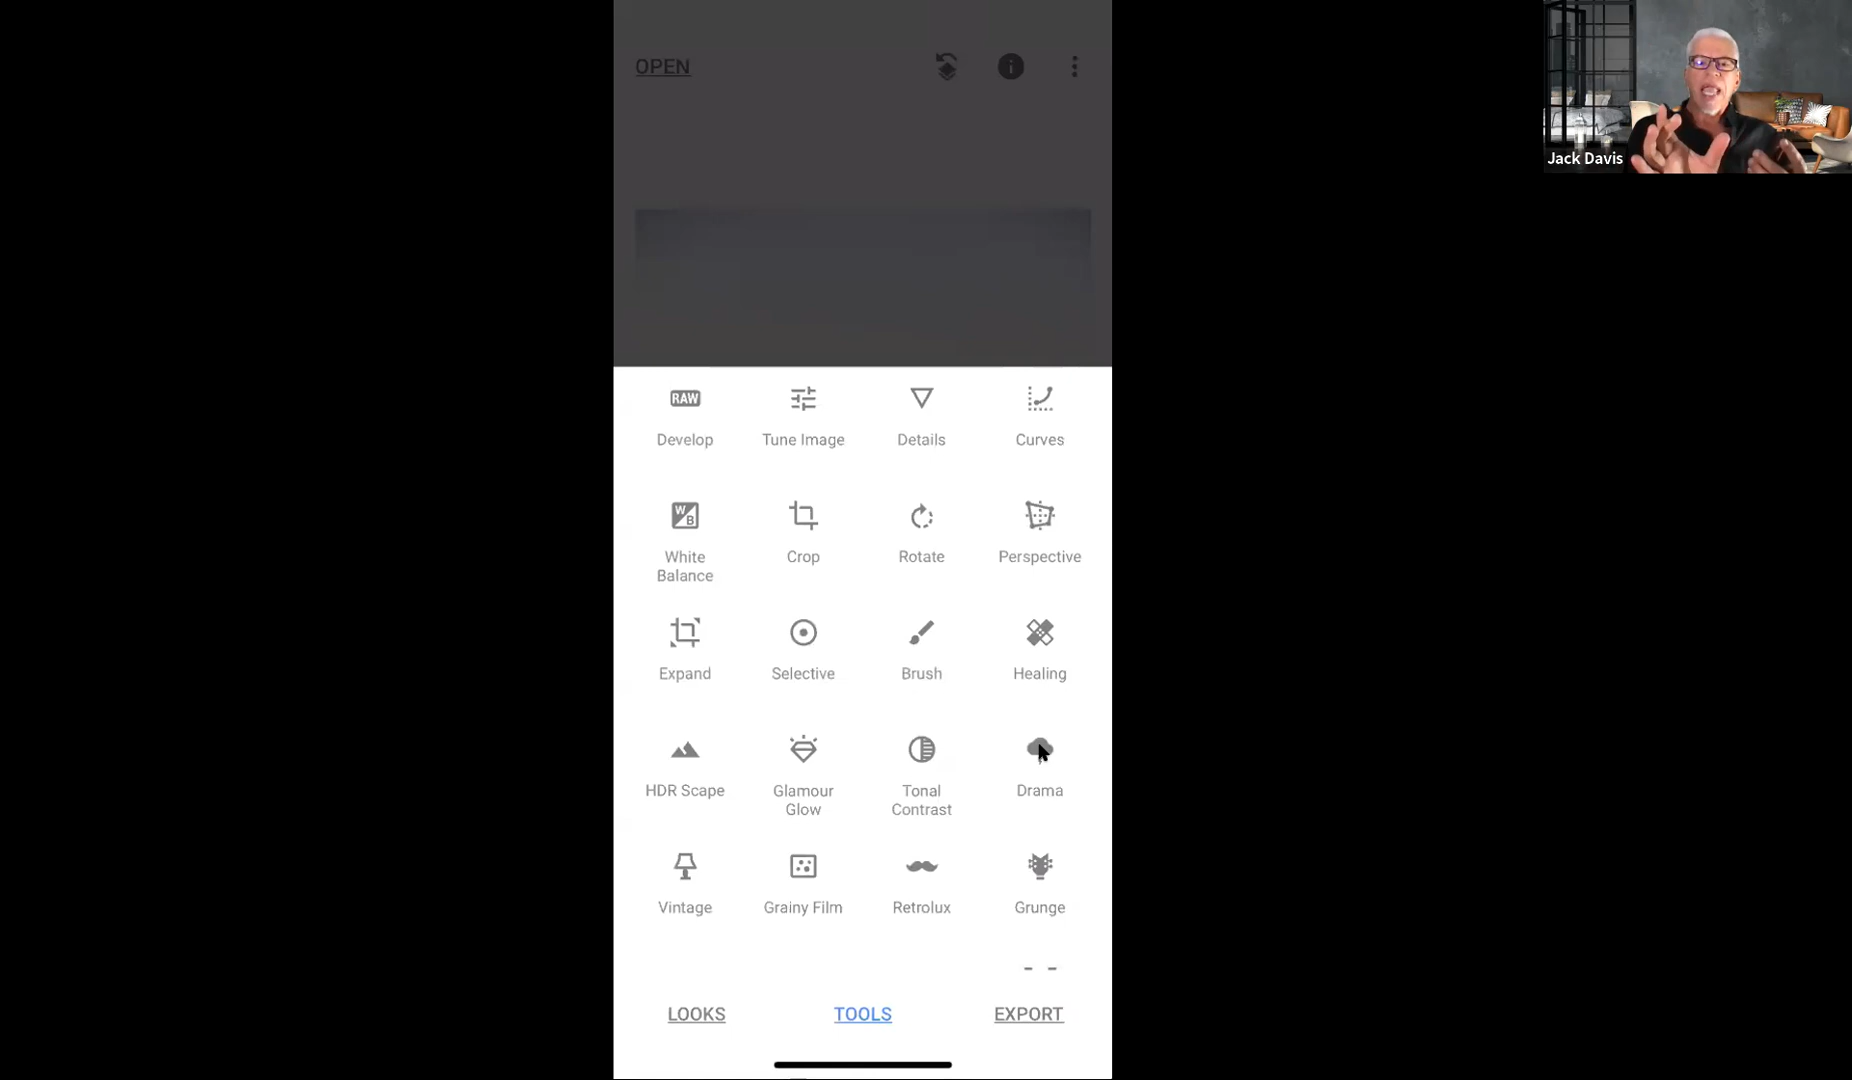 OPEN
Jack Davis
RAW
Develop
Tune Image
Details
Curves
W
B
White
Balance
Crop
Rotate
Perspective
Expand
Selective
Brush
Healing
HDR Scape
Glamour
Glow
Tonal
Contrast
Drama
Vintage
Grainy Film
Retrolux
Grunge
LOOKS
TOOLS
EXPORT